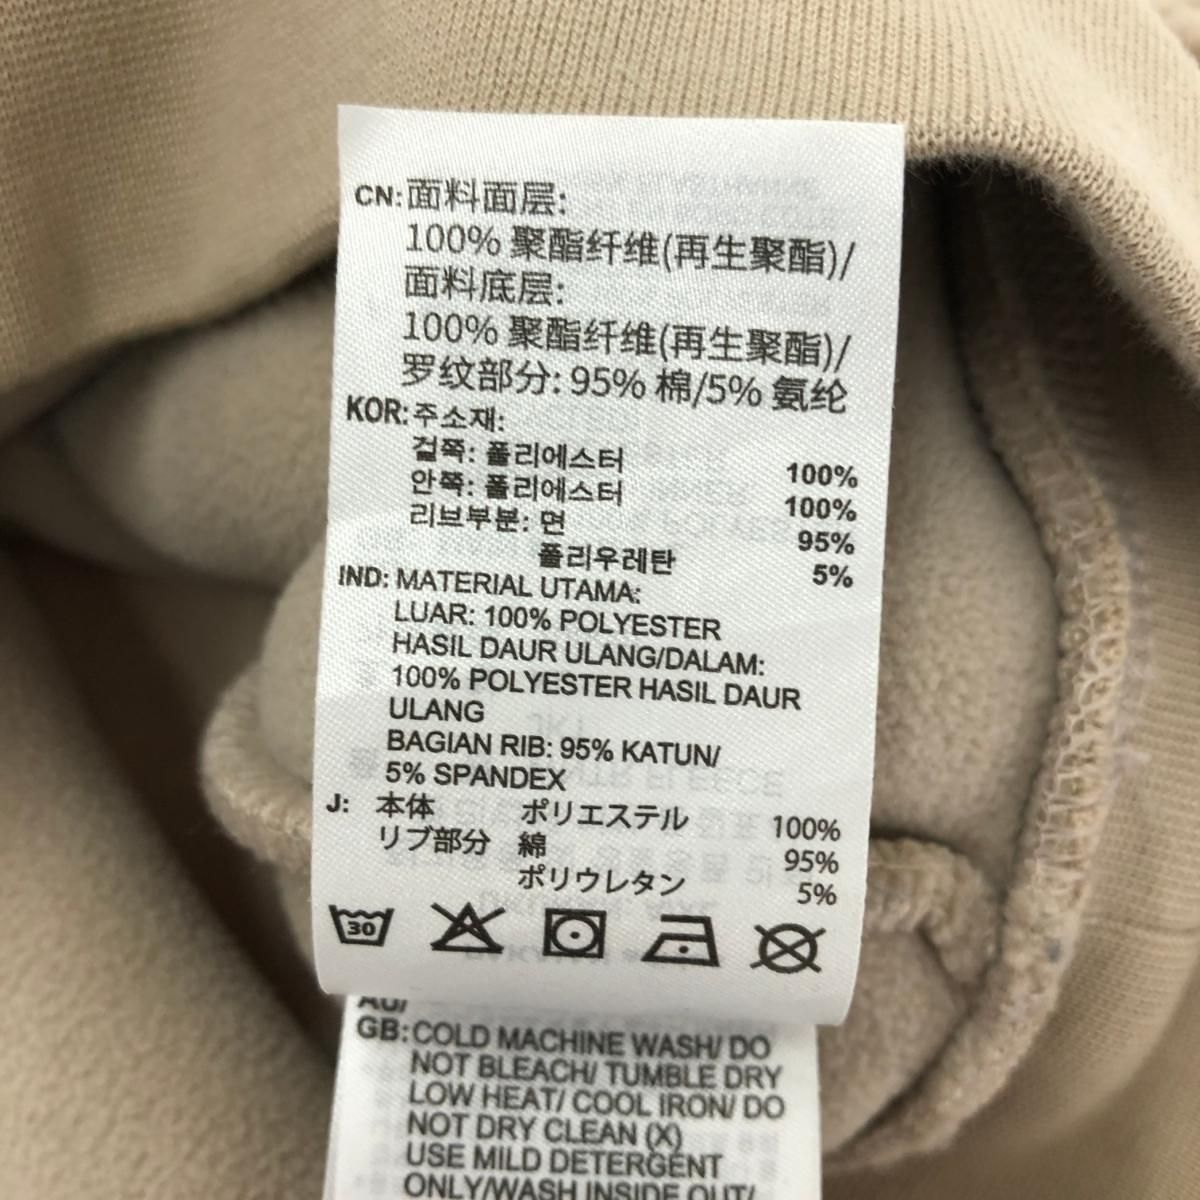 CN: 面料面层:
100% 聚酯纤维(再生聚酯)/
面料底层:
100% 聚酯纤维(再生聚酯)/
罗纹部分: 95% 棉/5% 氨纶
KOR: 주소재:
겉쪽: 폴리에스터 100%
안쪽: 폴리에스터 100%
리브부분: 면 95%
폴리우레탄 5%
IND: MATERIAL UTAMA:
LUAR: 100% POLYESTER
HASIL DAUR ULANG/DALAM:
100% POLYESTER HASIL DAUR
ULANG
BAGIAN RIB: 95% KATUN/
5% SPANDEX
J: 本体 ポリエステル 100%
リブ部分 綿 95%
ポリウレタン 5%
30
AU/
GB: COLD MACHINE WASH/ DO
NOT BLEACH/ TUMBLE DRY
LOW HEAT/ COOL IRON/ DO
NOT DRY CLEAN (X)
USE MILD DETERGENT
ONLY/WASH INSIDE OUT/